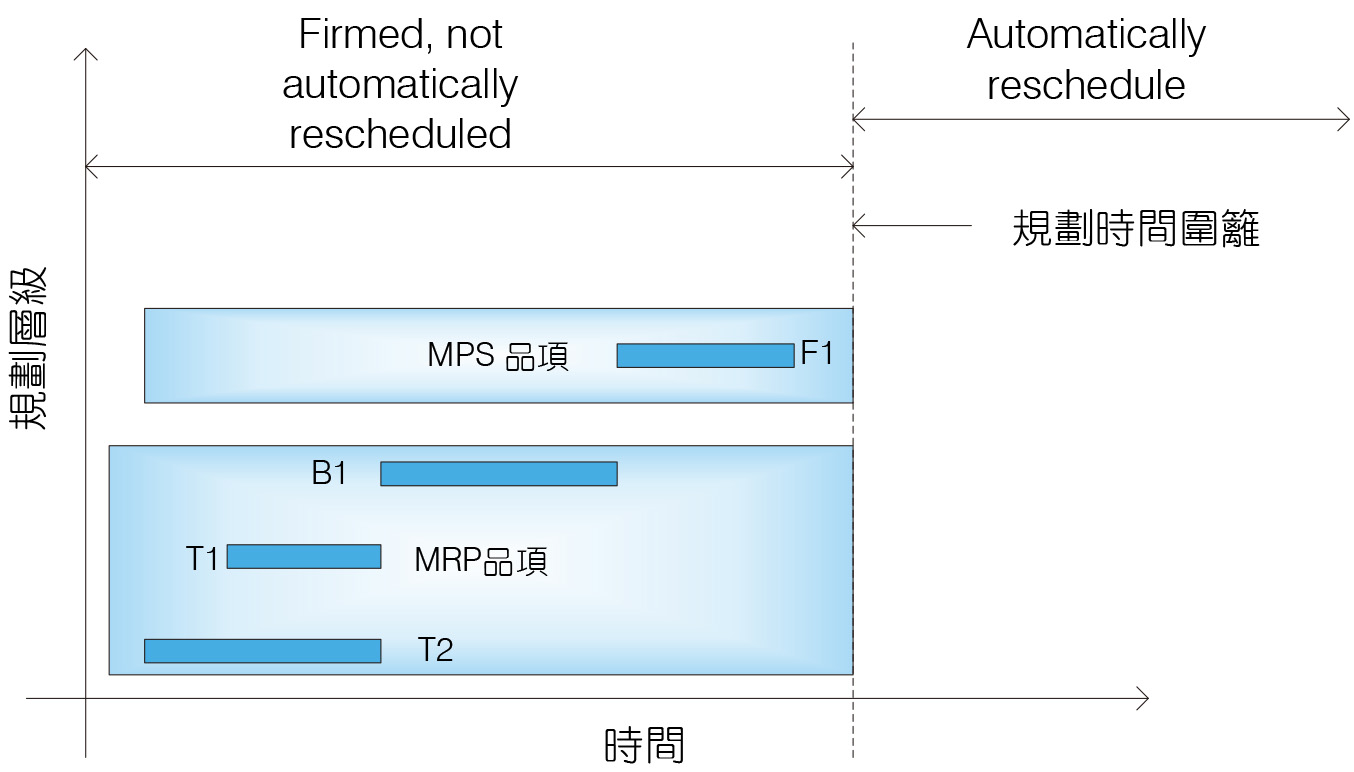 Firmed, not
automatically
rescheduled
Automatically
reschedule
規劃時間圍籬
規劃層級
MPS 品項
F1
B1
T1
MRP品項
T2
時間